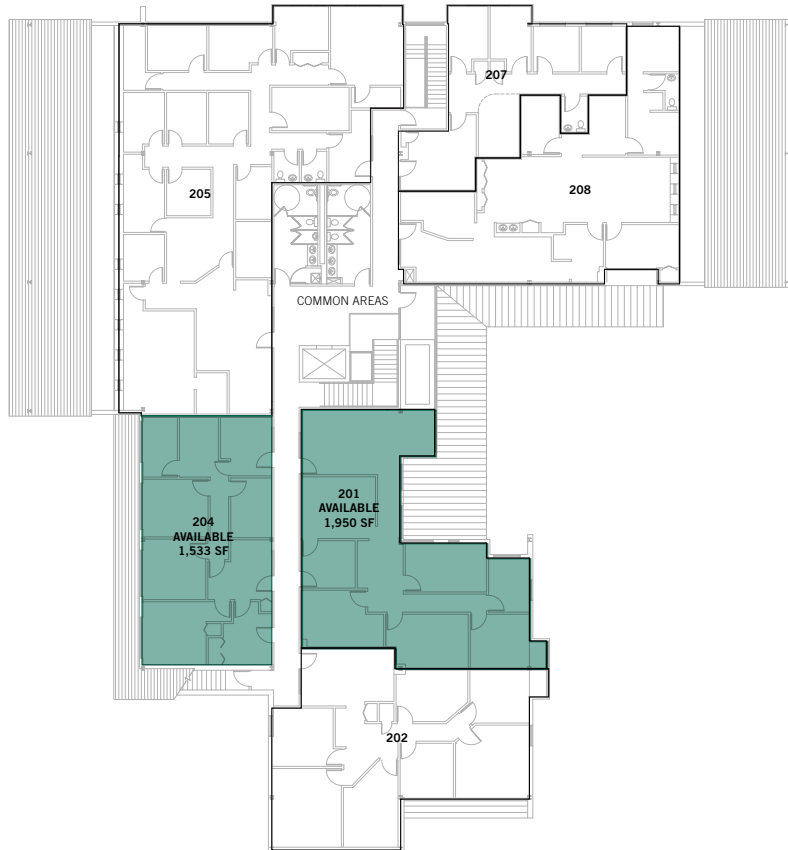 207
205
208
COMMON AREAS
201
AVAILABLE
1,950 SF
204
AVAILABLE
1,533 SF
202